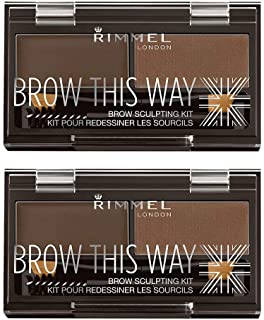 RIMMEL
LONDON
BROW THIS WAY
BROW SCULPTING KIT
KIT POUR REDESSINER LES SOURCILS
RIMMEL
LONDON
BROW THIS WAY
BROW SCULPTING KIT
KIT POUR REDESSINER LES SOURCILS